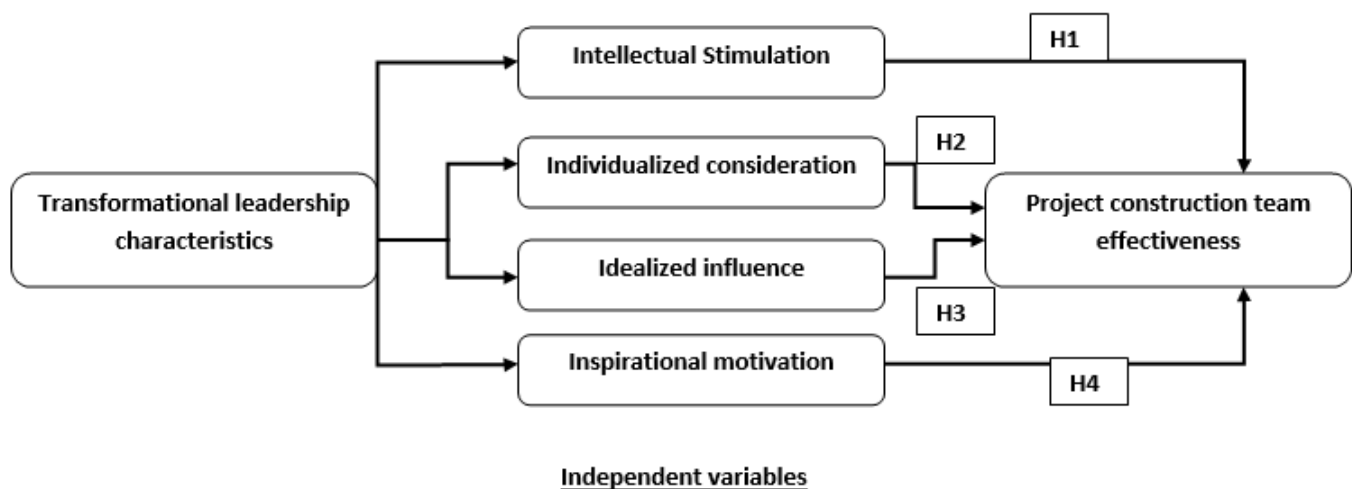 Intellectual Stimulation
H1
Individualized consideration
H2
Transformational leadership
characteristics
Project construction team
effectiveness
Idealized influence
H3
Inspirational motivation
H4
Independent variables